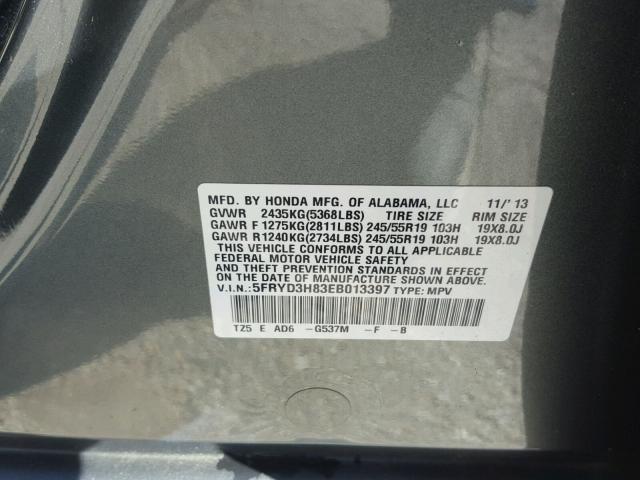 MFD. BY HONDA MFG. OF ALABAMA, LLC 11/' 13
GVWR 2435KG(5368LBS) TIRE SIZE RIM SIZE
GAWR F 1275KG(2811LBS) 245/55R19 103H 19X8.0J
GAWR R 1240KG(2734LBS) 245/55R19 103H 19X8.0J
THIS VEHICLE CONFORMS TO ALL APPLICABLE
FEDERAL MOTOR VEHICLE SAFETY
AND THEFT PREVENTION STANDARDS IN EFFECT ON
THE DATE OF MANUFACTURE SHOWN ABOVE.
V.I.N.: 5FRYD3H83EB013397 TYPE: MPV
TZ5 E AD6 -G537M -F -B